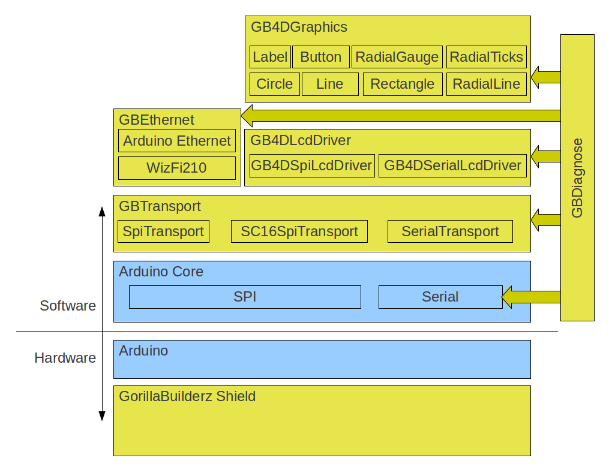 GB4DGraphics
Label Button RadialGauge RadialTicks
Circle Line Rectangle RadialLine
GBEthernet
Arduino Ethernet
WizFi210
GB4DLcdDriver
GB4DSpiLcdDriver GB4DSerialLcdDriver
GBDiagnose
GBTransport
SpiTransport SC16SpiTransport SerialTransport
Arduino Core
SPI Serial
Software
Hardware
Arduino
GorillaBuilderz Shield